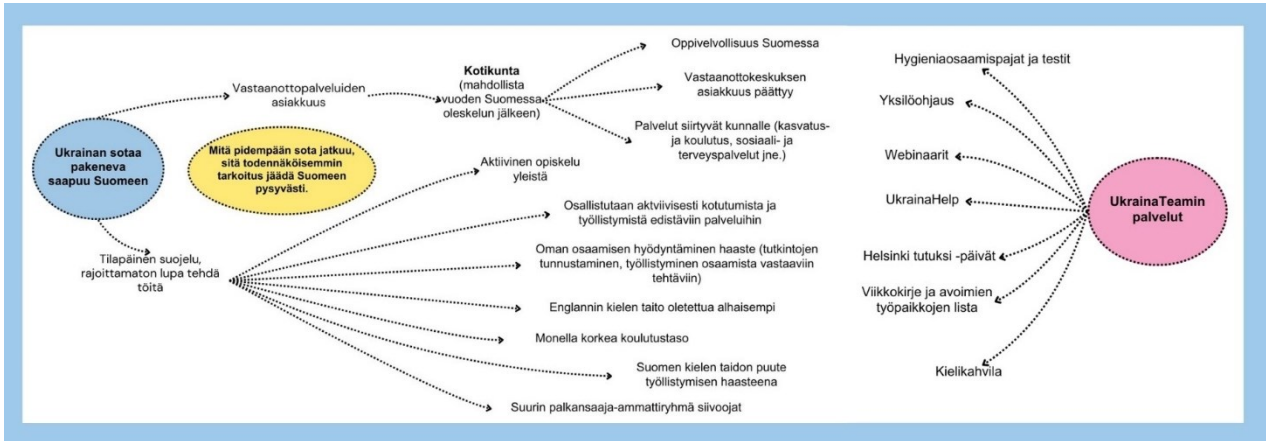 Ukrainan sotaa
pakeneva
saapuu Suomeen
Mitä pidempään sota jatkuu,
sitä todennäköisemmin
tarkoitus jäädä Suomeen
pysyvästi.
Vastaanottopalveluiden
asiakkuus
Kotikunta
(mahdollista
vuoden Suomessa
oleskelun jälkeen)
Oppivelvollisuus Suomessa
Vastaanottokeskuksen
asiakkuus päättyy
Palvelut siirtyvät kunnalle (kasvatus-
ja koulutus, sosiaali- ja
terveyspalvelut jne.)
Tilapäinen suojelu,
rajoittamaton lupa tehdä
töitä
Aktiivinen opiskelu
yleistä
Osallistutaan aktviivisesti kotutumista ja
työllistymistä edistäviin palveluihin
Oman osaamisen hyödyntäminen haaste (tutkintojen
tunnustaminen, työllistyminen osaamista vastaaviin
tehtäviin)
Englannin kielen taito oletettua alhaisempi
Monella korkea koulutustaso
Suomen kielen taidon puute
työllistymisen haasteena
Suurin palkansaaja-ammattiryhmä siivoojat
UkrainaTeamin
palvelut
Hygieniaosaamispajat ja testit
Yksilöohjaus
Webinaarit
UkrainaHelp
Helsinki tutuksi -päivät
Viikkokirje ja avoimien
työpaikkojen lista
Kielikahvila